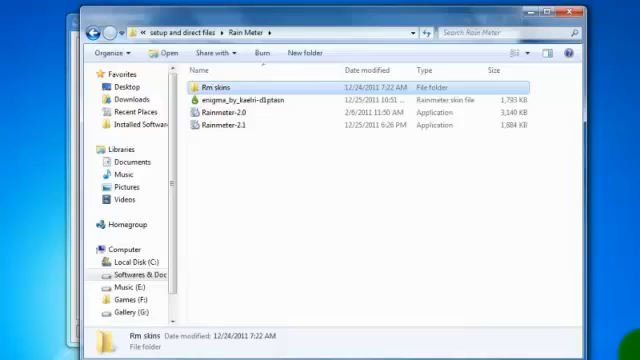 « setup and direct files ▸ Rain Meter ▸
Search Rain Meter
Organize
Open
Share with
Burn
New folder
Name
Date modified
Type
Size
Favorites
Desktop
Downloads
Recent Places
Installed Softwar
Libraries
Documents
Music
Pictures
Videos
Homegroup
Computer
Local Disk (C:)
Softwares & Doc
Music (E:)
Games (F:)
Gallery (G:)
Rm skins 12/24/2011 7:22 AM File folder
enigma_by_kaelri-d1ptasn 12/25/2011 10:51 ... Rainmeter skin file 1,793 KB
Rainmeter-2.0 2/6/2011 11:50 AM Application 3,140 KB
Rainmeter-2.1 12/25/2011 6:26 PM Application 1,884 KB
Rm skins Date modified: 12/24/2011 7:22 AM
File folder